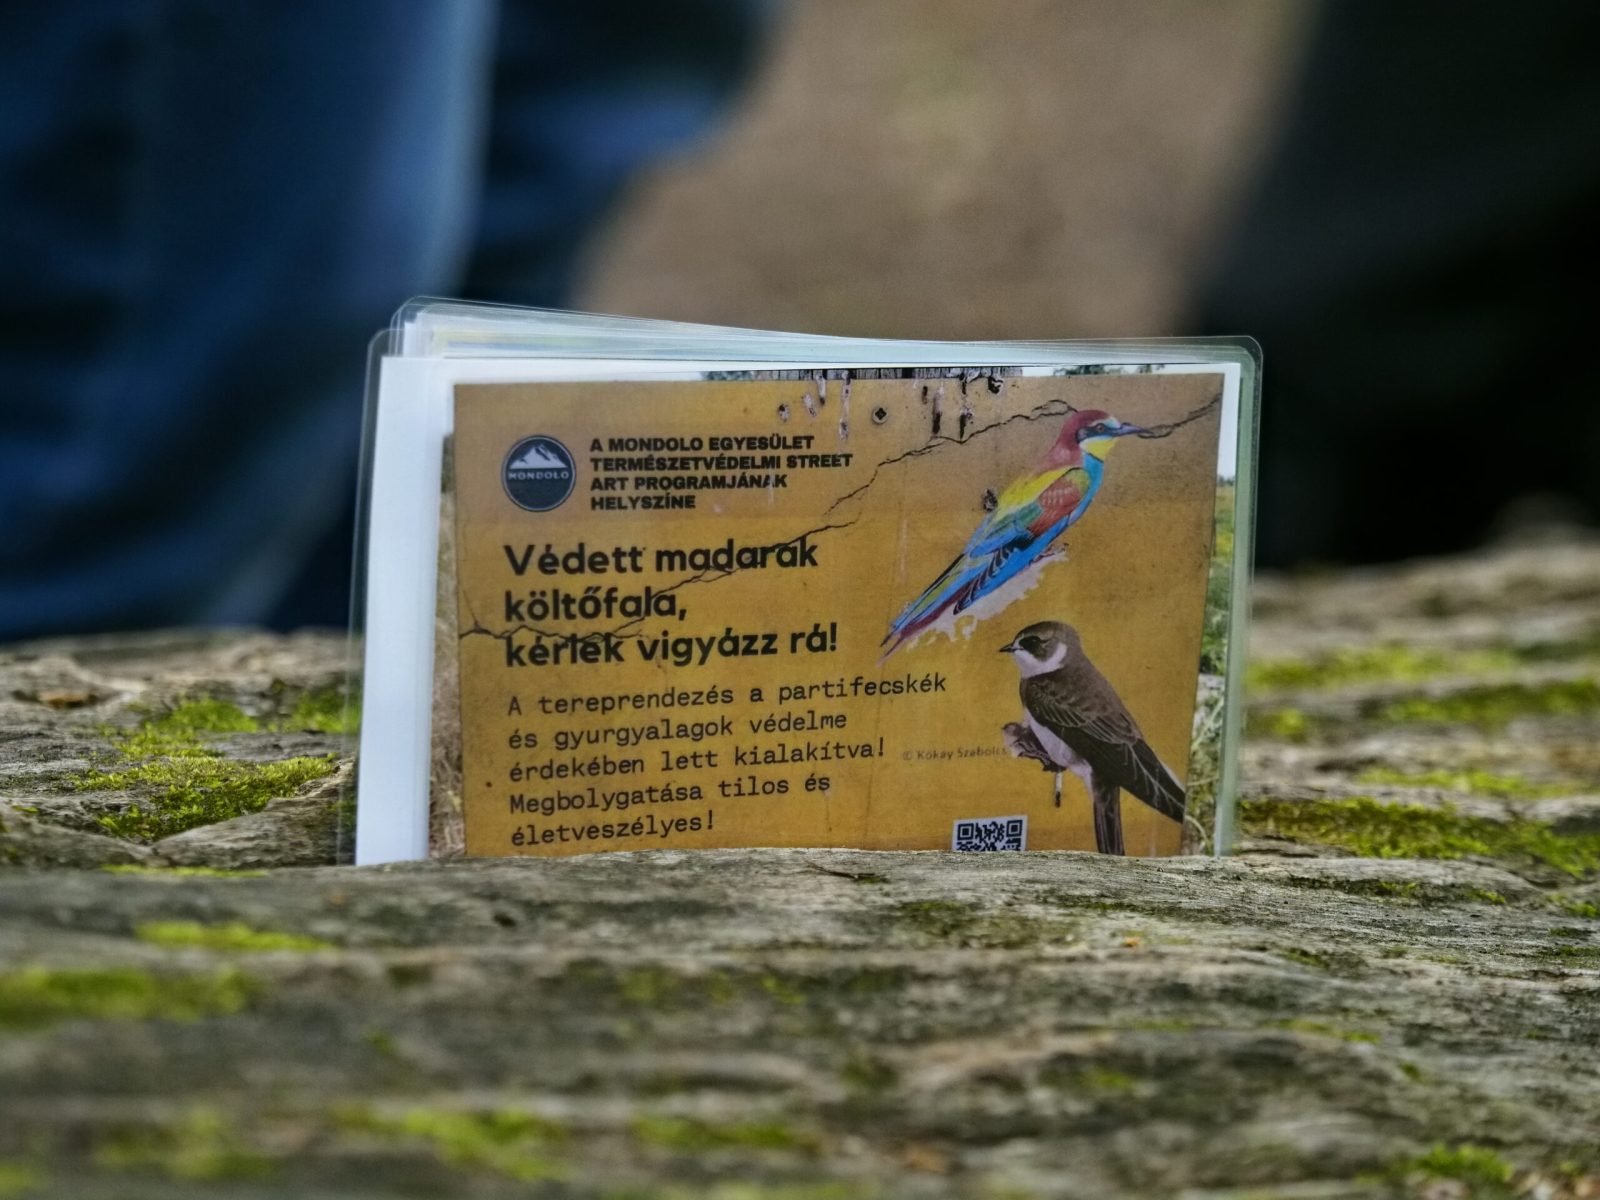 MONDOLO
A MONDOLO EGYESÜLET
TERMÉSZETVÉDELMI STREET
ART PROGRAMJÁNAK
HELYSZÍNE
Védett madarak
költőfala,
kérlek vigyázz rá!
A tereprendezés a partifecskék
és gyurgyalagok védelme
érdekében lett kialakítva!
Megbolygatása tilos és
életveszélyes!
© Kókay Szabolcs